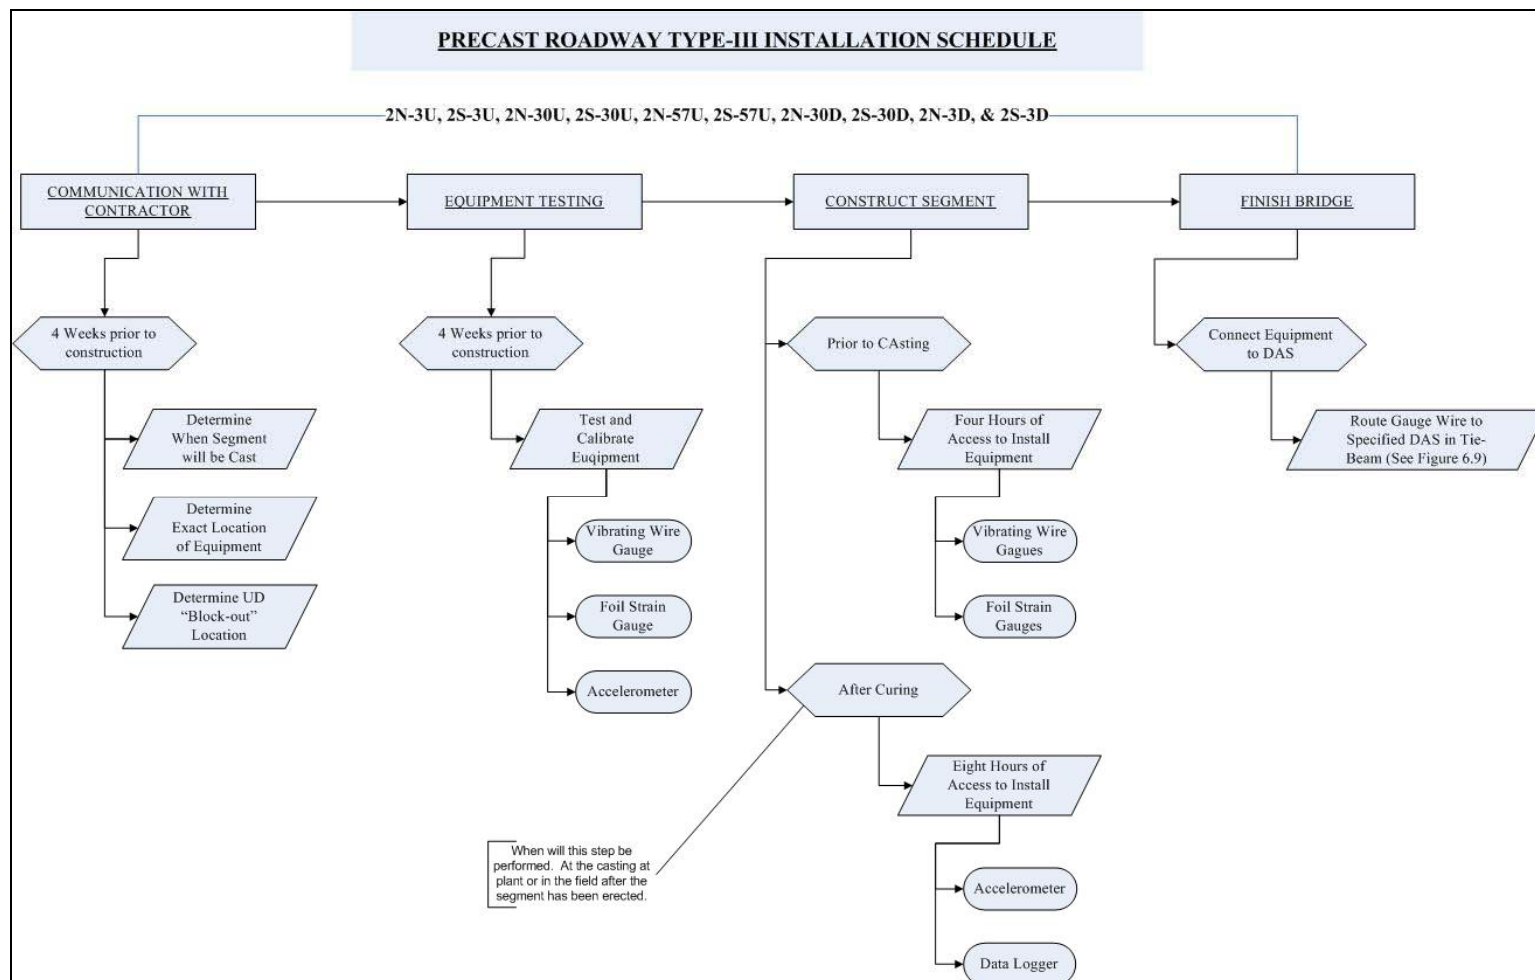 PRECAST ROADWAY TYPE-III INSTALLATION SCHEDULE
2N-3U, 2S-3U, 2N-30U, 2S-30U, 2N-57U, 2S-57U, 2N-30D, 2S-30D, 2N-3D, & 2S-3D
COMMUNICATION WITH
CONTRACTOR
EQUIPMENT TESTING
CONSTRUCT SEGMENT
FINISH BRIDGE
4 Weeks prior to
construction
Determine
When Segment
will be Cast
Determine
Exact Location
of Equipment
Determine UD
“Block-out”
Location
4 Weeks prior to
construction
Test and
Calibrate
Euqipment
Vibrating Wire
Gauge
Foil Strain
Gauge
Accelerometer
Prior to CAsting
Four Hours of
Access to Install
Equipment
Vibrating Wire
Gagues
Foil Strain
Gauges
After Curing
Eight Hours of
Access to Install
Equipment
Accelerometer
Data Logger
When will this step be
performed. At the casting at
plant or in the field after the
segment has been erected.
Connect Equipment
to DAS
Route Gauge Wire to
Specified DAS in Tie-
Beam (See Figure 6.9)